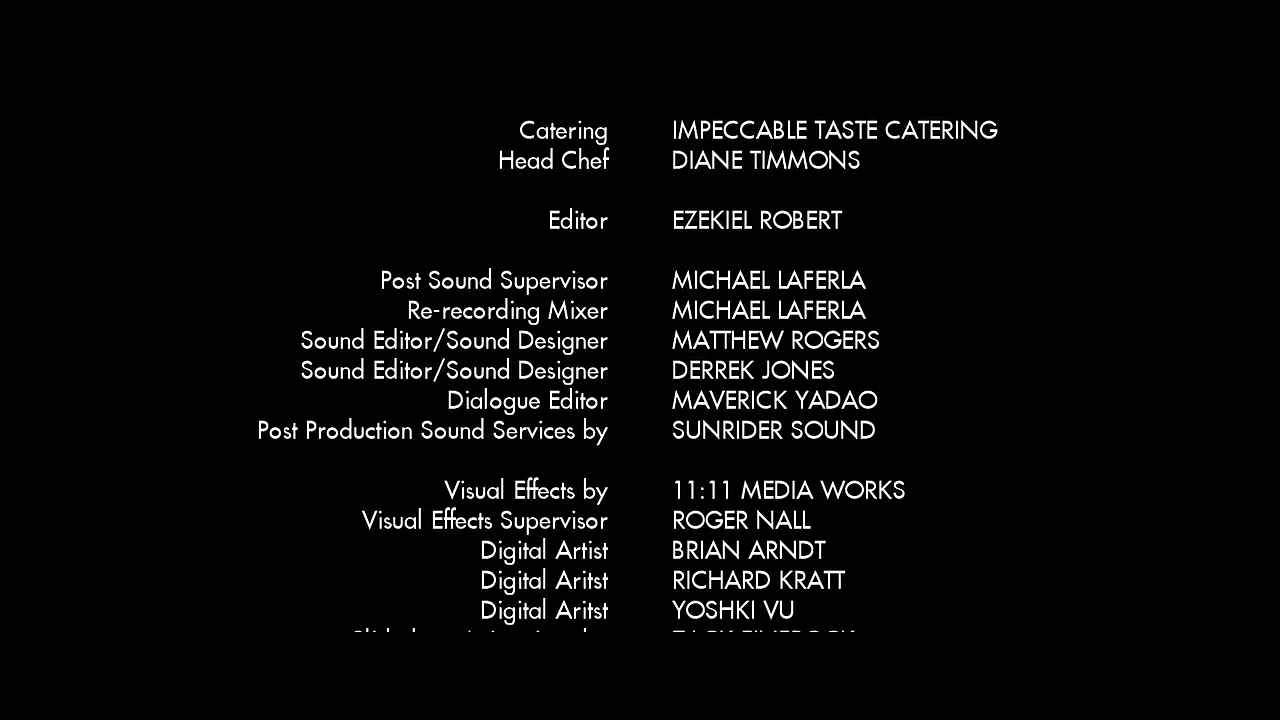 Catering IMPECCABLE TASTE CATERING
Head Chef DIANE TIMMONS
Editor EZEKIEL ROBERT
Post Sound Supervisor MICHAEL LAFERLA
Re-recording Mixer MICHAEL LAFERLA
Sound Editor/Sound Designer MATTHEW ROGERS
Sound Editor/Sound Designer DERREK JONES
Dialogue Editor MAVERICK YADAO
Post Production Sound Services by SUNRIDER SOUND
Visual Effects by 11:11 MEDIA WORKS
Visual Effects Supervisor ROGER NALL
Digital Artist BRIAN ARNDT
Digital Aritst RICHARD KRATT
Digital Aritst YOSHKI VU